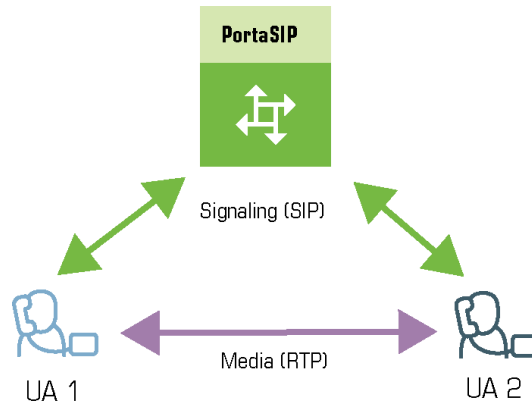 PortaSIP
Signaling (SIP)
Media (RTP)
UA 1
UA 2